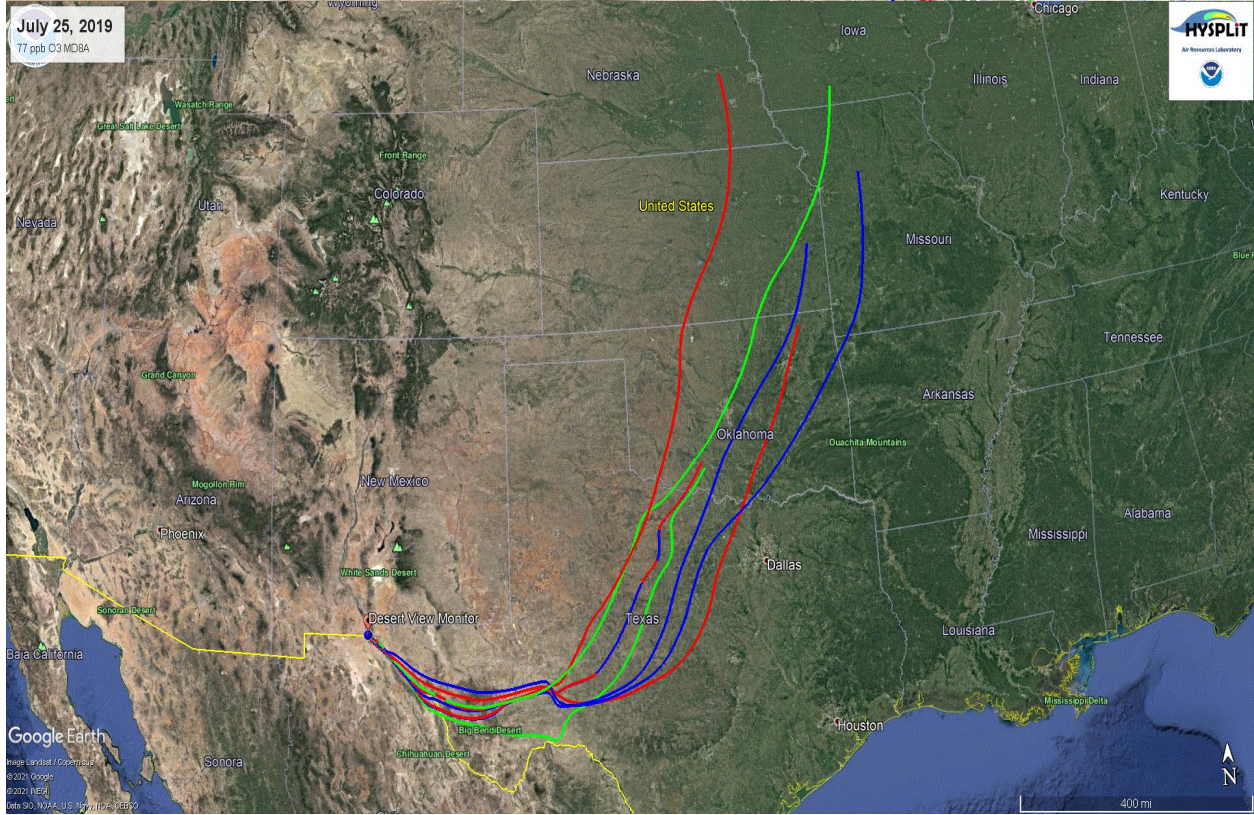 July 25, 2019
77 ppb O3 MD8A
Wyoming
Chicago
HYSPLIT
Air Resources Laboratory
Iowa
Nebraska
Illinois
Indiana
Wasatch Range
Great Salt Lake Desert
Front Range
Colorado
Utah
Nevada
United States
Kentucky
Missouri
Tennessee
Grand Canyon
Arkansas
Oklahoma
Ouachita Mountains
New Mexico
Mogollon Rim
Arizona
Phoenix
Alabama
Mississippi
Dallas
White Sands Desert
Sonoran Desert
Desert View Monitor
Texas
Louisiana
Baja California
Mississippi Delta
Houston
Big Bend Desert
Chihuahuan Desert
Sonora
Google Earth
Image Landsat / Copernicus
©2021 Google
©2021 INEGI
Data SIO, NOAA, U.S. Navy, NGA, GEBCO
N
400 mi